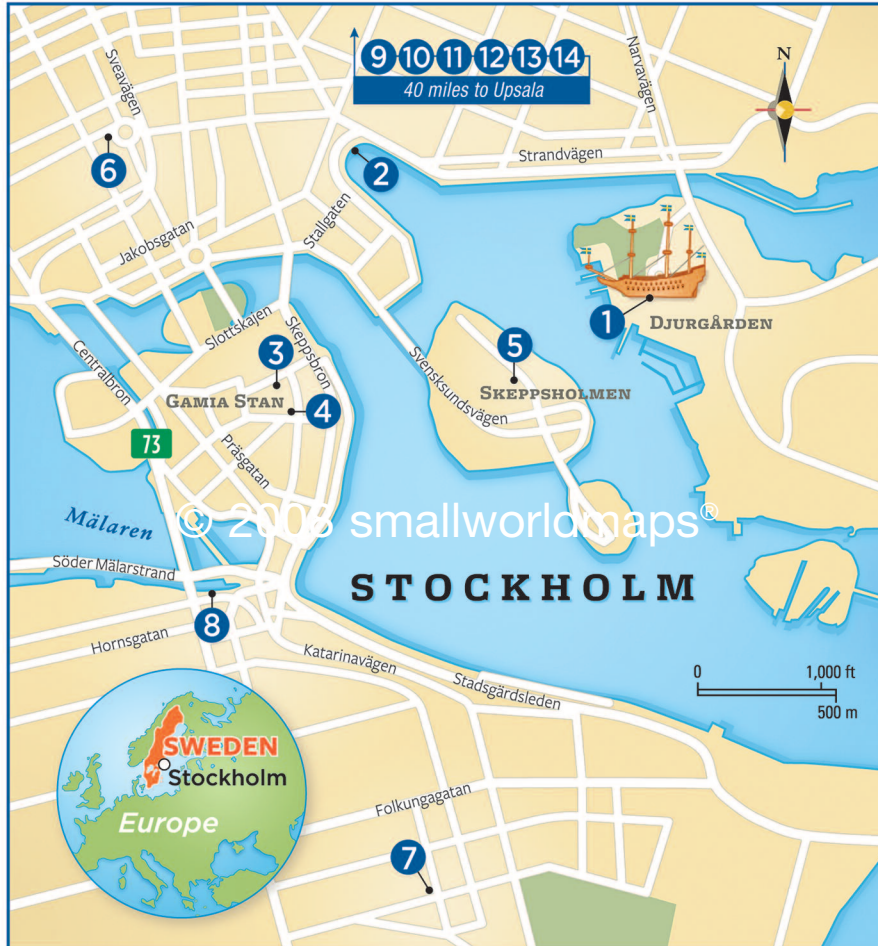 9 10 11 12 13 14
40 miles to Upsala
N
Sveavägen
Narvavägen
Strandvägen
6
2
Stallgaten
Jakobsgatan
1
DJURGÅRDEN
Slottskajen
Skeppsbron
3
5
SKEPPSHOLMEN
Centralbron
GAMIA STAN
4
Svensksundsvägen
73
Präsgatan
Mälaren
© 2006 smallworldmaps®
Söder Mälarstrand
STOCKHOLM
8
Hornsgatan
Katarinavägen
Stadsgärdsleden
0 1,000 ft
500 m
SWEDEN
Stockholm
Europe
Folkungagatan
7